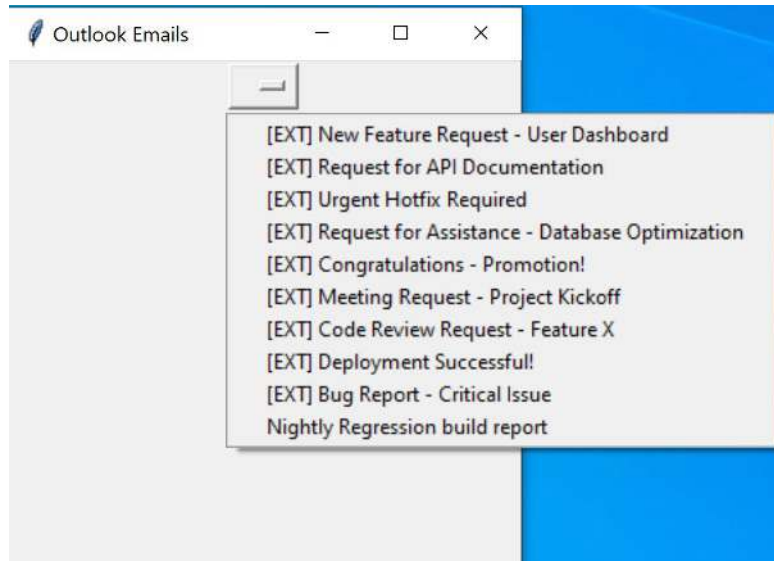 Outlook Emails
[EXT] New Feature Request - User Dashboard
[EXT] Request for API Documentation
[EXT] Urgent Hotfix Required
[EXT] Request for Assistance - Database Optimization
[EXT] Congratulations - Promotion!
[EXT] Meeting Request - Project Kickoff
[EXT] Code Review Request - Feature X
[EXT] Deployment Successful!
[EXT] Bug Report - Critical Issue
Nightly Regression build report